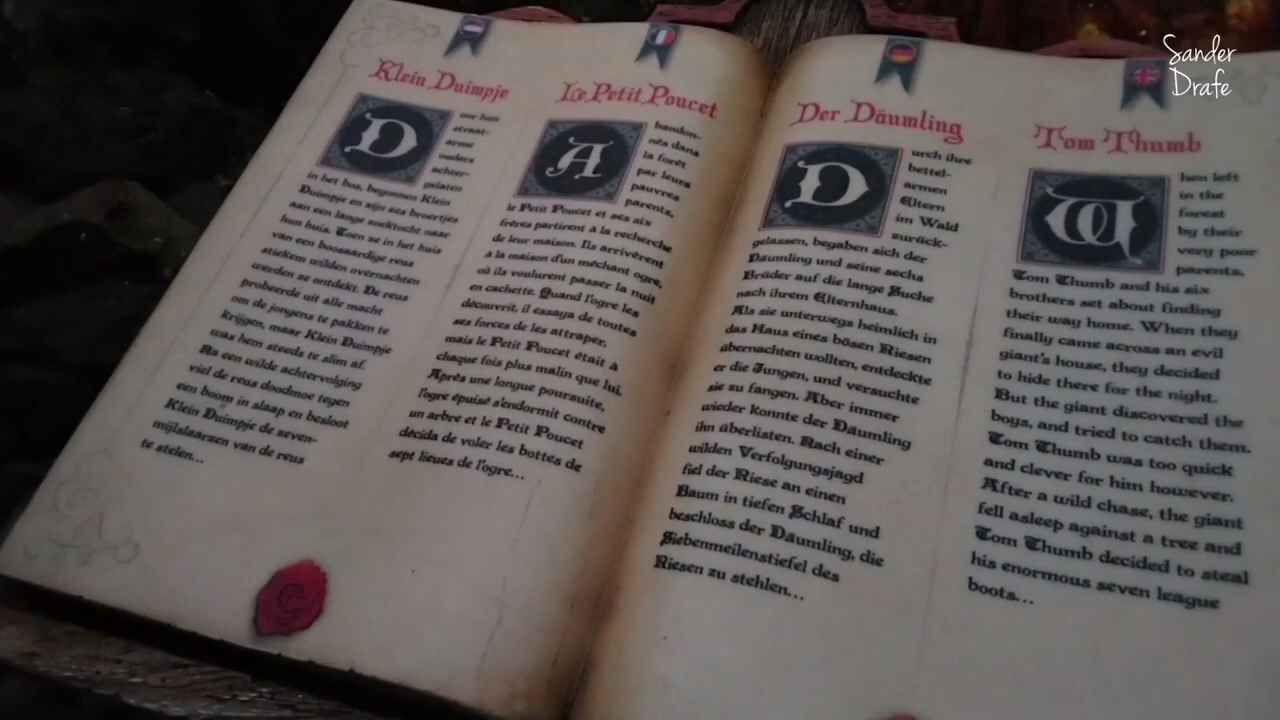 Klein Duimpje
Door hun
straat-
arme
ouders
achter-
gelaten
in het bos, begonnen Klein
Duimpje en zijn zes broertjes
aan een lange zoektocht naar
hun huis. Toen ze in het huis
van een boosaardige reus
stiekem wilden overnachten
werden ze ontdekt. De reus
probeerde uit alle macht
om de jongens te pakken te
krijgen, maar Klein Duimpje
was hem steeds te slim af.
Na een wilde achtervolging
viel de reus doodmoe tegen
een boom in slaap en besloot
Klein Duimpje de zeven-
mijlslaarzen van de reus
te stelen...
Le Petit Poucet
Abandon-
nés dans
la forêt
par leurs
pauvres
parents,
le Petit Poucet et ses six
frères partirent à la recherche
de leur maison. Ils arrivèrent
à la maison d'un méchant ogre,
où ils voulurent passer la nuit
en cachette. Quand l'ogre les
découvrit, il essaya de toutes
ses forces de les attraper,
mais le Petit Poucet était à
chaque fois plus malin que lui.
Après une longue poursuite,
l'ogre épuisé s'endormit contre
un arbre et le Petit Poucet
décida de voler les bottes de
sept lieues de l'ogre...
Der Däumling
Durch ihre
bettel-
armen
Eltern
im Wald
zurück-
gelassen, begaben sich der
Däumling und seine sechs
Brüder auf die lange Suche
nach ihrem Elternhaus.
Als sie unterwegs heimlich in
das Haus eines bösen Riesen
übernachten wollten, entdeckte
er die Jungen, und versuchte
sie zu fangen. Aber immer
wieder konnte der Däumling
ihn überlisten. Nach einer
wilden Verfolgungsjagd
fiel der Riese an einen
Baum in tiefen Schlaf und
beschloss der Däumling, die
Siebenmeilenstiefel des
Riesen zu stehlen...
Tom Thumb
When left
in the
forest
by their
very poor
parents.
Tom Thumb and his six
brothers set about finding
their way home. When they
finally came across an evil
giant's house, they decided
to hide there for the night.
But the giant discovered the
boys, and tried to catch them.
Tom Thumb was too quick
and clever for him however.
After a wild chase, the giant
fell asleep against a tree and
Tom Thumb decided to steal
his enormous seven league
boots...
Sander
Drafe